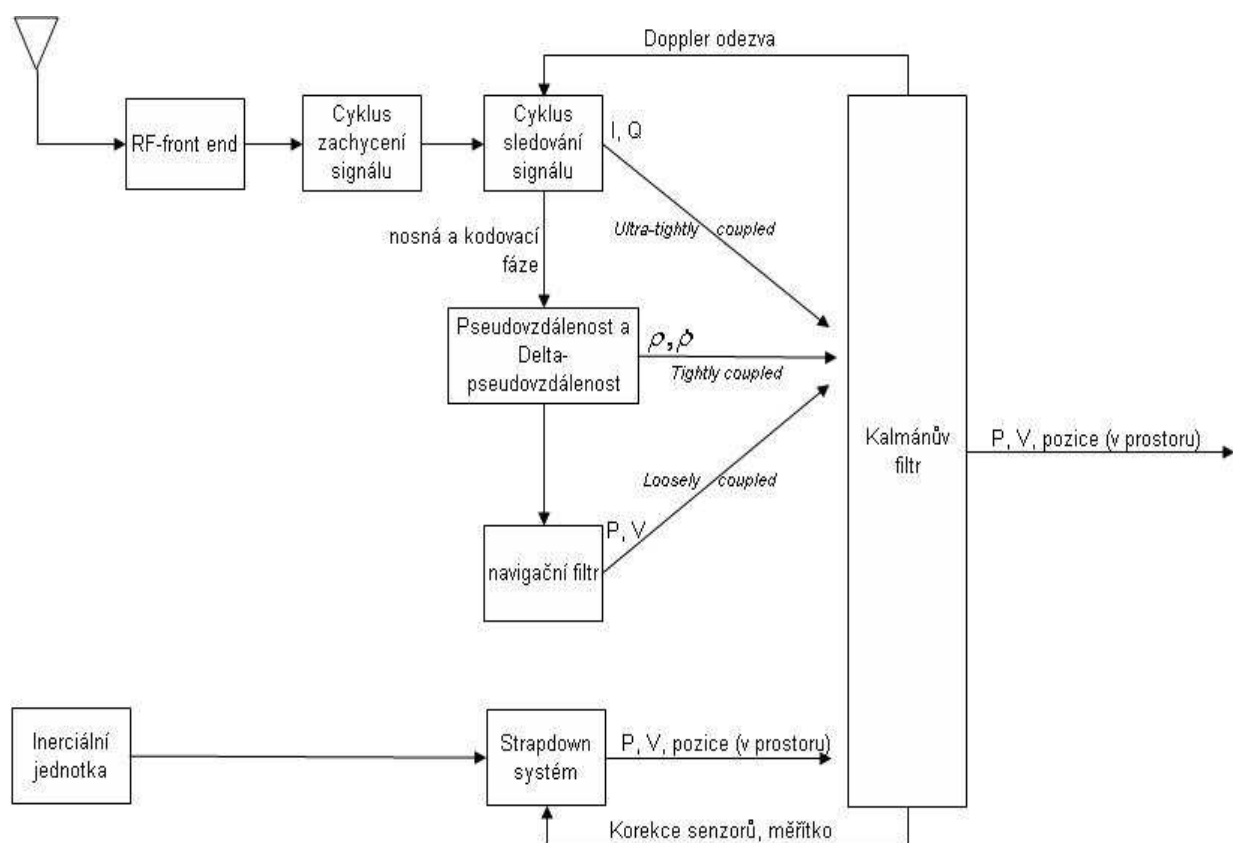 Doppler odezva
RF-front end
Cyklus
zachycení
signálu
Cyklus
sledování
signálu
I, Q
nosná a kodovací
fáze
Ultra-tightly coupled
Pseudovzdálenost a
Delta-
pseudovzdálenost
ρ, ρ̇
Tightly coupled
Kalmánův
filtr
P, V, pozice (v prostoru)
Loosely coupled
P, V
navigační filtr
Inerciální
jednotka
Strapdown
systém
P, V, pozice (v prostoru)
Korekce senzorů, měřítko